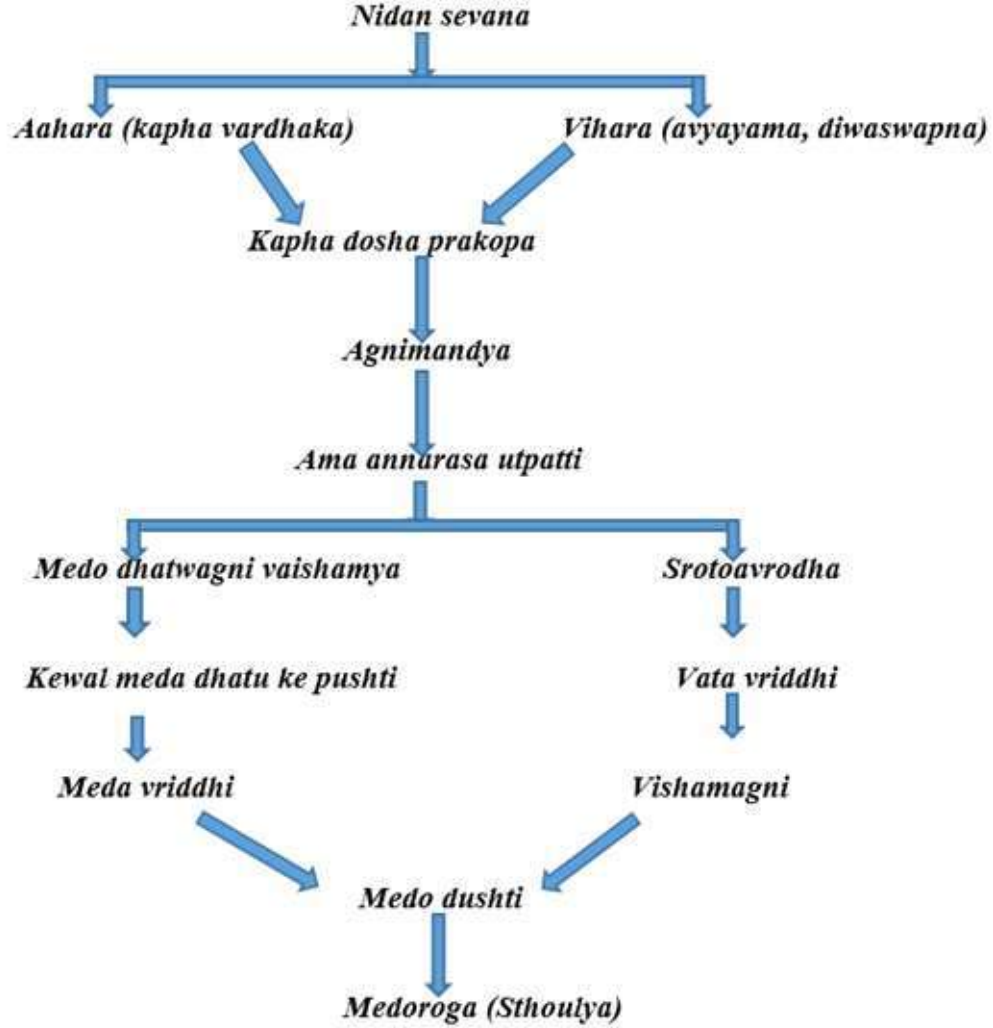 Nidan sevana
Aahara (kapha vardhaka)
Vihara (avyayama, diwaswapna)
Kapha dosha prakopa
Agnimandya
Ama annarasa utpatti
Medo dhatwagni vaishamya
Srotoavrodha
Kewal meda dhatu ke pushti
Vata vriddhi
Meda vriddhi
Vishamagni
Medo dushti
Medoroga (Sthoulya)